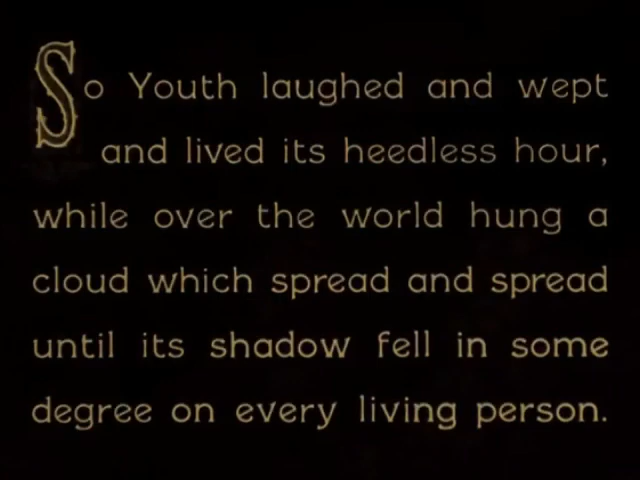 So Youth laughed and wept
and lived its heedless hour,
while over the world hung a
cloud which spread and spread
until its shadow fell in some
degree on every living person.